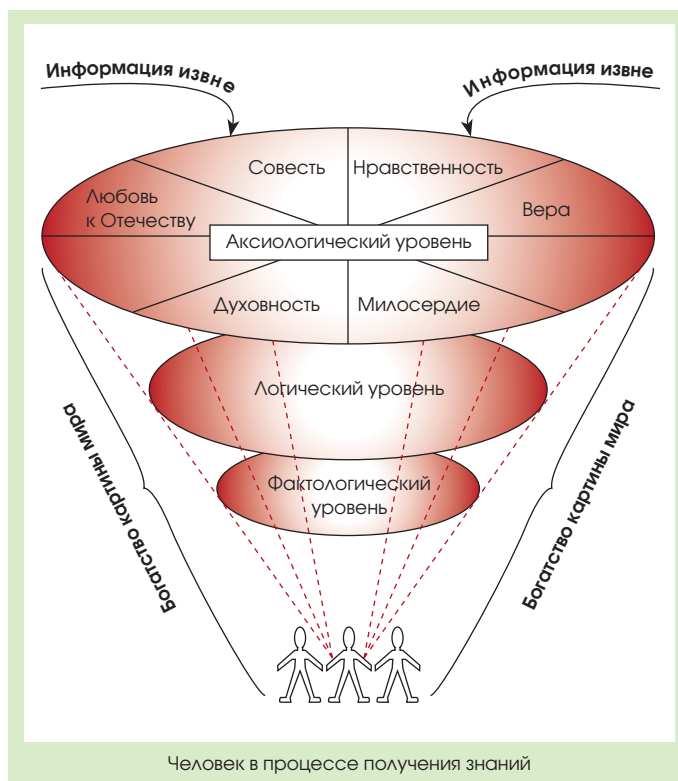 Информация извне
Информация извне
Совесть
Нравственность
Любовь
к Отечеству
Вера
Аксиологический уровень
Духовность
Милосердие
Логический уровень
Фактологический
уровень
Богатство картины мира
Богатство картины мира
Человек в процессе получения знаний